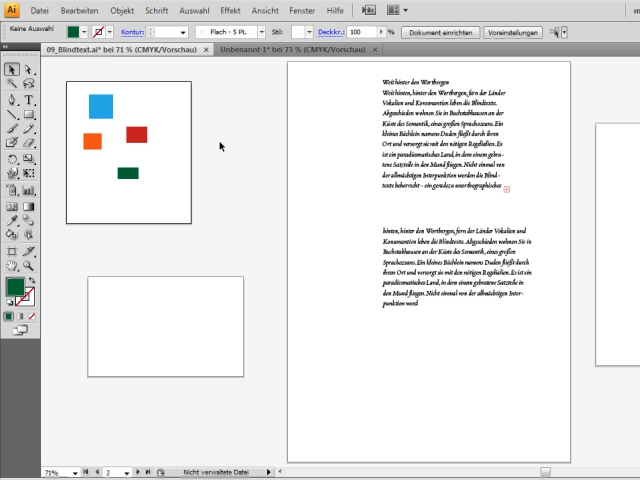 Ai Datei Bearbeiten Objekt Schrift Auswahl Effekt Ansicht Fenster Hilfe Br
Keine Auswahl Kontur: Flach - 5 Pt. Stil: Deckkr.: 100 % Dokument einrichten Voreinstellungen
09_Blindtext.ai* bei 71 % (CMYK/Vorschau) × Unbenannt-1* bei 73 % (CMYK/Vorschau) ×
Weit hinter den Wortbergen
Weit hinten, hinter den Wortbergen, fern der Länder
Vokalien und Konsonantien leben die Blindtexte.
Abgeschieden wohnen Sie in Buchstabhausen an der
Küste des Semantik, eines großen Sprachozeans. Ein
kleines Bächlein namens Duden fließt durch ihren
Ort und versorgt sie mit den nötigen Regelialien. Es
ist ein paradiesmatisches Land, in dem einem gebra-
tene Satzteile in den Mund fliegen. Nicht einmal von
der allmächtigen Interpunktion werden die Blind-
texte beherrscht – ein geradezu unorthographisches
hinten, hinter den Wortbergen, fern der Länder Vokalien und
Konsonantien leben die Blindtexte. Abgeschieden wohnen Sie in
Buchstabhausen an der Küste des Semantik, eines großen
Sprachozeans. Ein kleines Bächlein namens Duden fließt durch
ihren Ort und versorgt sie mit den nötigen Regelialien. Es ist ein
paradiesmatisches Land, in dem einem gebratene Satzteile in
den Mund fliegen. Nicht einmal von der allmächtigen Inter-
punktion werd
71% 2 Nicht verwaltete Datei